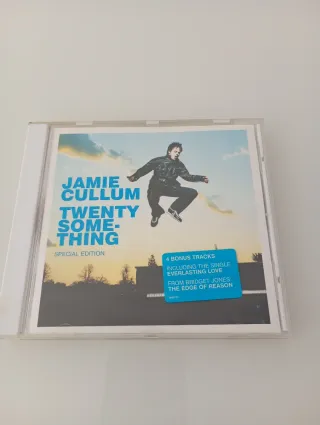 JAMIE
CULLUM
TWENTY
SOME-
THING
SPECIAL EDITION
4 BONUS TRACKS
INCLUDING THE SINGLE
EVERLASTING LOVE
FROM BRIDGET JONES
THE EDGE OF REASON